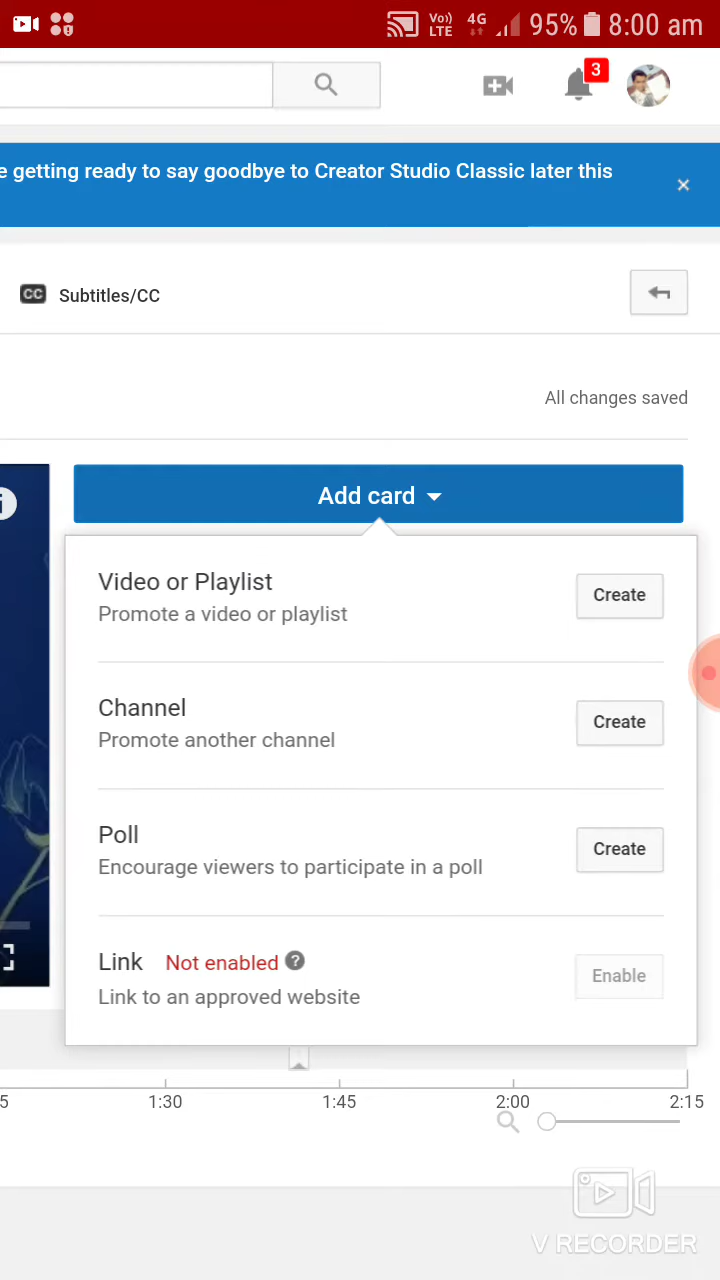 Vo)) LTE 4G 95% 8:00 am
3
e getting ready to say goodbye to Creator Studio Classic later this
×
CC Subtitles/CC
All changes saved
i
Add card
Video or Playlist
Promote a video or playlist
Create
Channel
Promote another channel
Create
Poll
Encourage viewers to participate in a poll
Create
Link Not enabled ?
Link to an approved website
Enable
5 1:30 1:45 2:00 2:15
V RECORDER